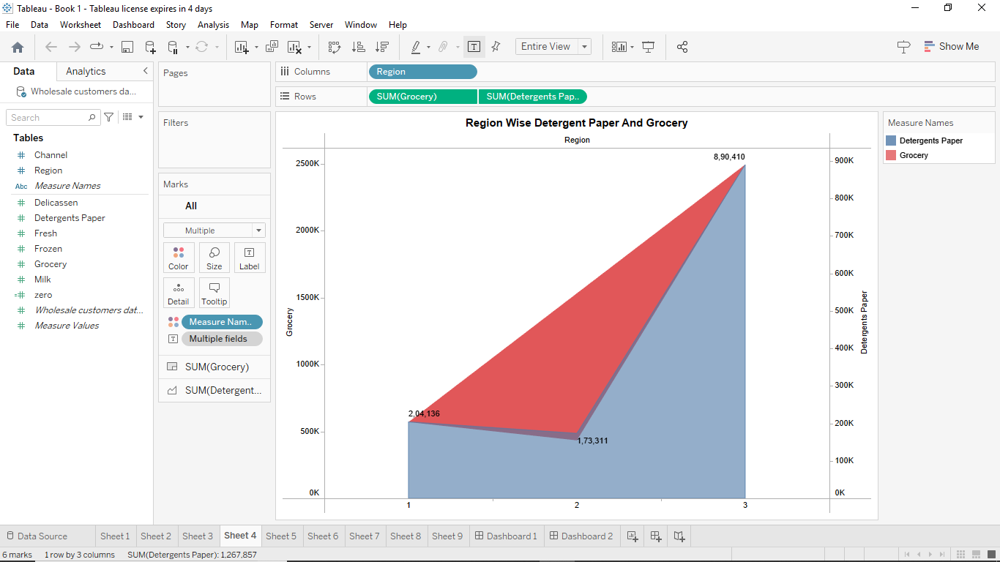 Tableau - Book 1 - Tableau license expires in 4 days
File Data Worksheet Dashboard Story Analysis Map Format Server Window Help
Entire View
Show Me
Data Analytics
Wholesale customers da...
Search
Tables
Channel
Region
Abc Measure Names
Delicassen
Detergents Paper
Fresh
Frozen
Grocery
Milk
zero
Wholesale customers dat...
Measure Values
Pages
Filters
Marks
All
Multiple
Color Size Label
Detail Tooltip
Measure Nam..
Multiple fields
SUM(Grocery)
SUM(Detergent...
Columns Region
Rows SUM(Grocery) SUM(Detergents Pap..
Region Wise Detergent Paper And Grocery
Region
2500K
2000K
1500K
1000K
500K
0K
Grocery
8,90,410
2,04,136
1,73,311
1 2 3
900K
800K
700K
600K
500K
400K
300K
200K
100K
0K
Detergents Paper
Measure Names
Detergents Paper
Grocery
Data Source Sheet 1 Sheet 2 Sheet 3 Sheet 4 Sheet 5 Sheet 6 Sheet 7 Sheet 8 Sheet 9 Dashboard 1 Dashboard 2
6 marks 1 row by 3 columns SUM(Detergents Paper): 1,267,857